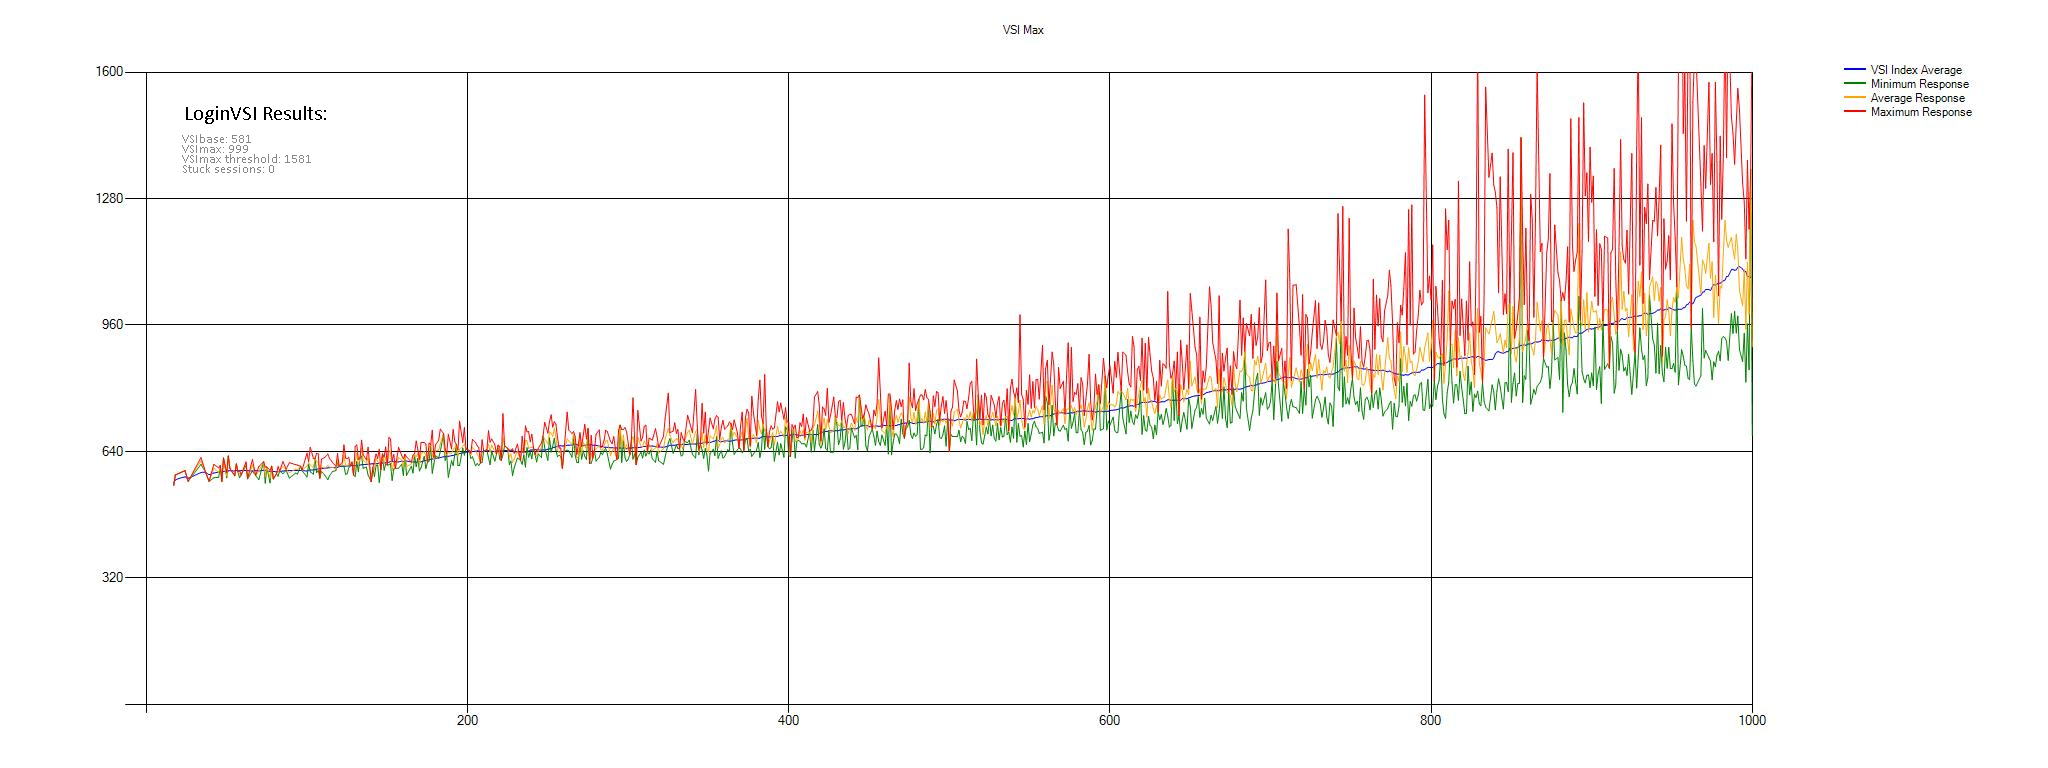 VSI Max
1600
1280
960
640
320
LoginVSI Results:
VSIbase: 581
VSImax: 999
VSImax threshold: 1581
Stuck sessions: 0
VSI Index Average
Minimum Response
Average Response
Maximum Response
200 400 600 800 1000